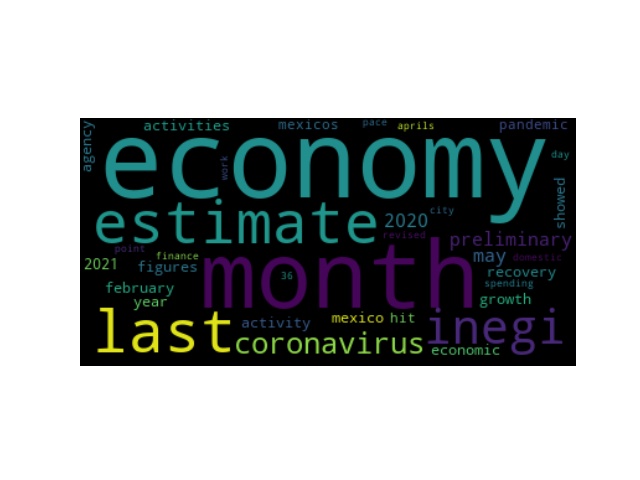 agency
activities
mexicos
pace
aprils
pandemic
economy
work
day
estimate
2020
city
showed
revised
preliminary
point
finance
2021
figures
month
36
may
domestic
recovery
spending
february
year
growth
last
activity
mexico
hit
inegi
coronavirus
economic